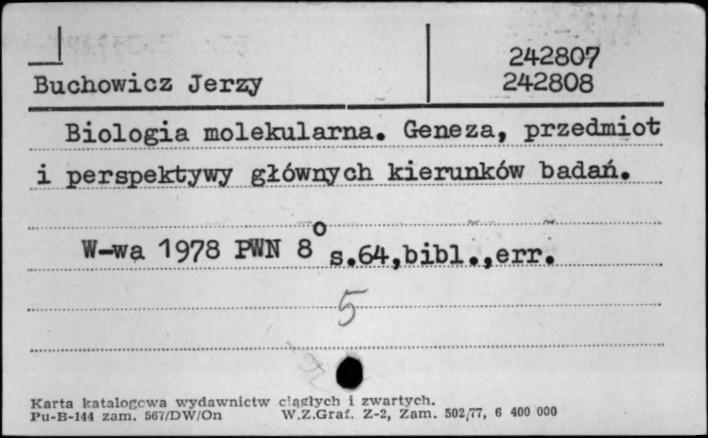 242807
Buchowicz Jerzy 242808
Biologia molekularna. Geneza, przedmiot
i perspektywy głównych kierunków badań.
W-wa 1978 PWN 8° s.64,bibl.,err.
5
Karta katalogowa wydawnictw ciągłych i zwartych.
Pu-B-144 zam. 567/DW/On W.Z.Graf. Z-2, Zam. 502/77, 6 400 000